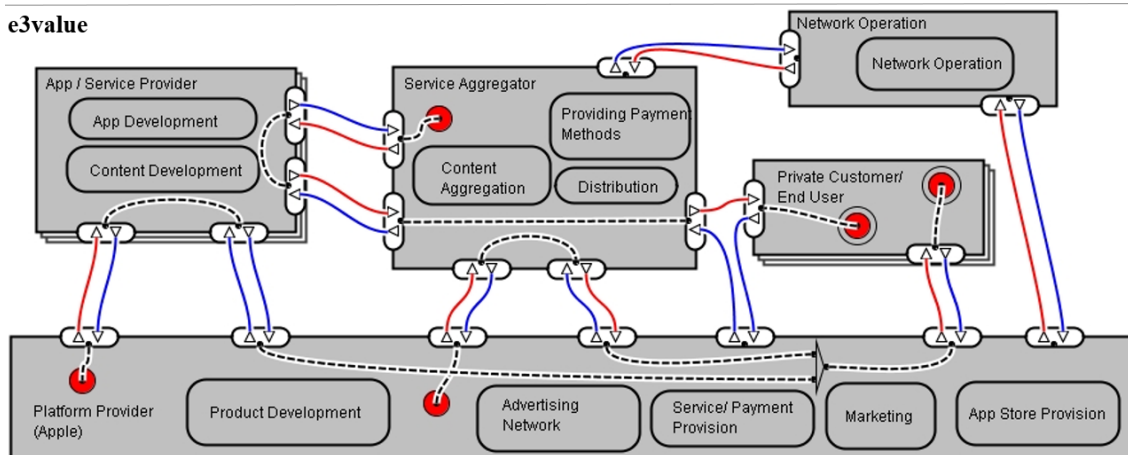 e3value
Network Operation
Network Operation
App / Service Provider
App Development
Content Development
Service Aggregator
Providing Payment
Methods
Content
Aggregation
Distribution
Private Customer/
End User
Platform Provider
(Apple)
Product Development
Advertising
Network
Service/ Payment
Provision
Marketing
App Store Provision